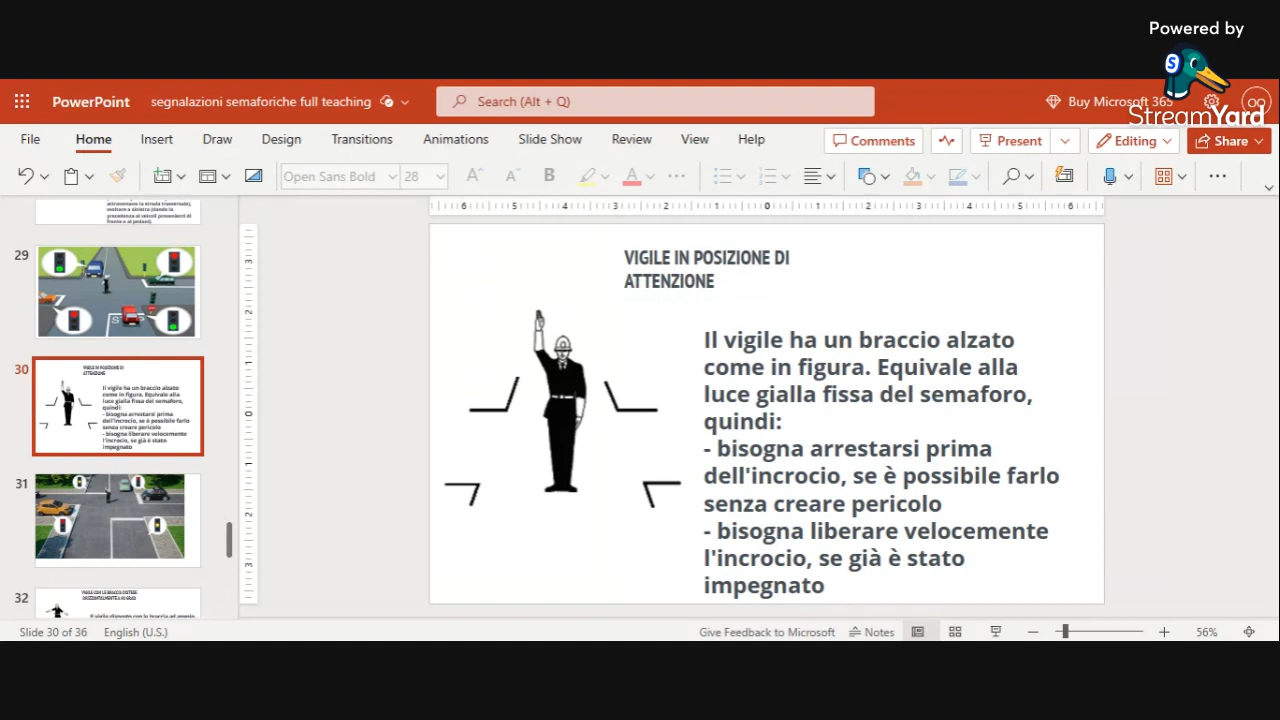 Powered by
StreamYard
PowerPoint
segnalazioni semaforiche full teaching
Search (Alt + Q)
Buy Microsoft 365
OO
File
Home
Insert
Draw
Design
Transitions
Animations
Slide Show
Review
View
Help
Comments
Present
Editing
Share
Open Sans Bold
28
29
30
31
32
VIGILE IN POSIZIONE DI
ATTENZIONE
Il vigile ha un braccio alzato
come in figura. Equivale alla
luce gialla fissa del semaforo,
quindi:
- bisogna arrestarsi prima
dell'incrocio, se è possibile farlo
senza creare pericolo
- bisogna liberare velocemente
l'incrocio, se già è stato
impegnato
Slide 30 of 36
English (U.S.)
Give Feedback to Microsoft
Notes
56%